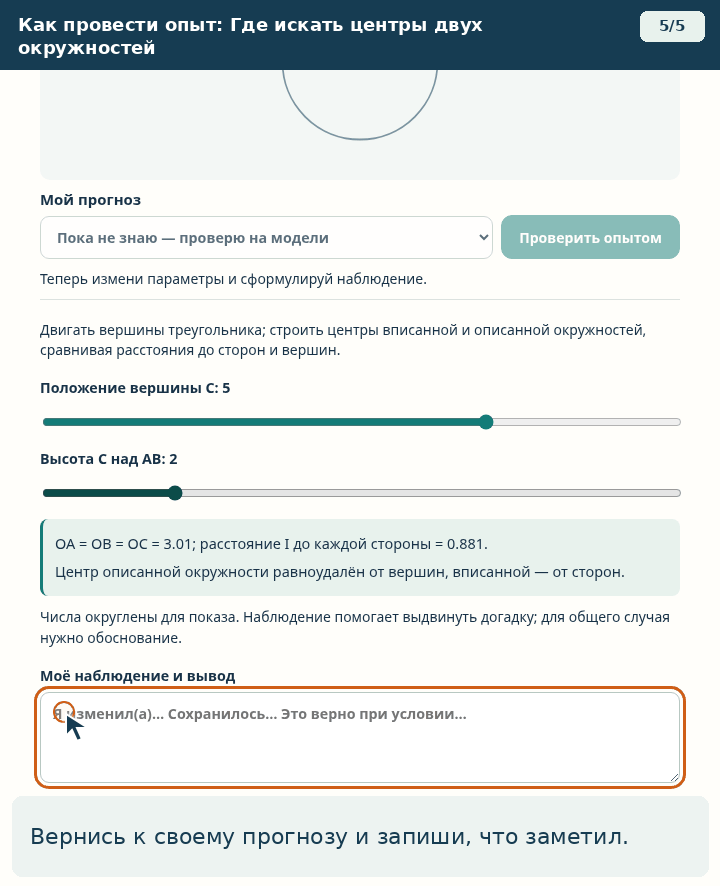 Как провести опыт: Где искать центры двух
окружностей
5/5
Мой прогноз
Пока не знаю — проверю на модели
Проверить опытом
Теперь измени параметры и сформулируй наблюдение.
Двигать вершины треугольника; строить центры вписанной и описанной окружностей,
сравнивая расстояния до сторон и вершин.
Положение вершины C: 5
Высота C над AB: 2
OA = OB = OC = 3.01; расстояние I до каждой стороны = 0.881.
Центр описанной окружности равноудалён от вершин, вписанной — от сторон.
Числа округлены для показа. Наблюдение помогает выдвинуть догадку; для общего случая
нужно обоснование.
Моё наблюдение и вывод
Я изменил(а)... Сохранилось... Это верно при условии...
Вернись к своему прогнозу и запиши, что заметил.